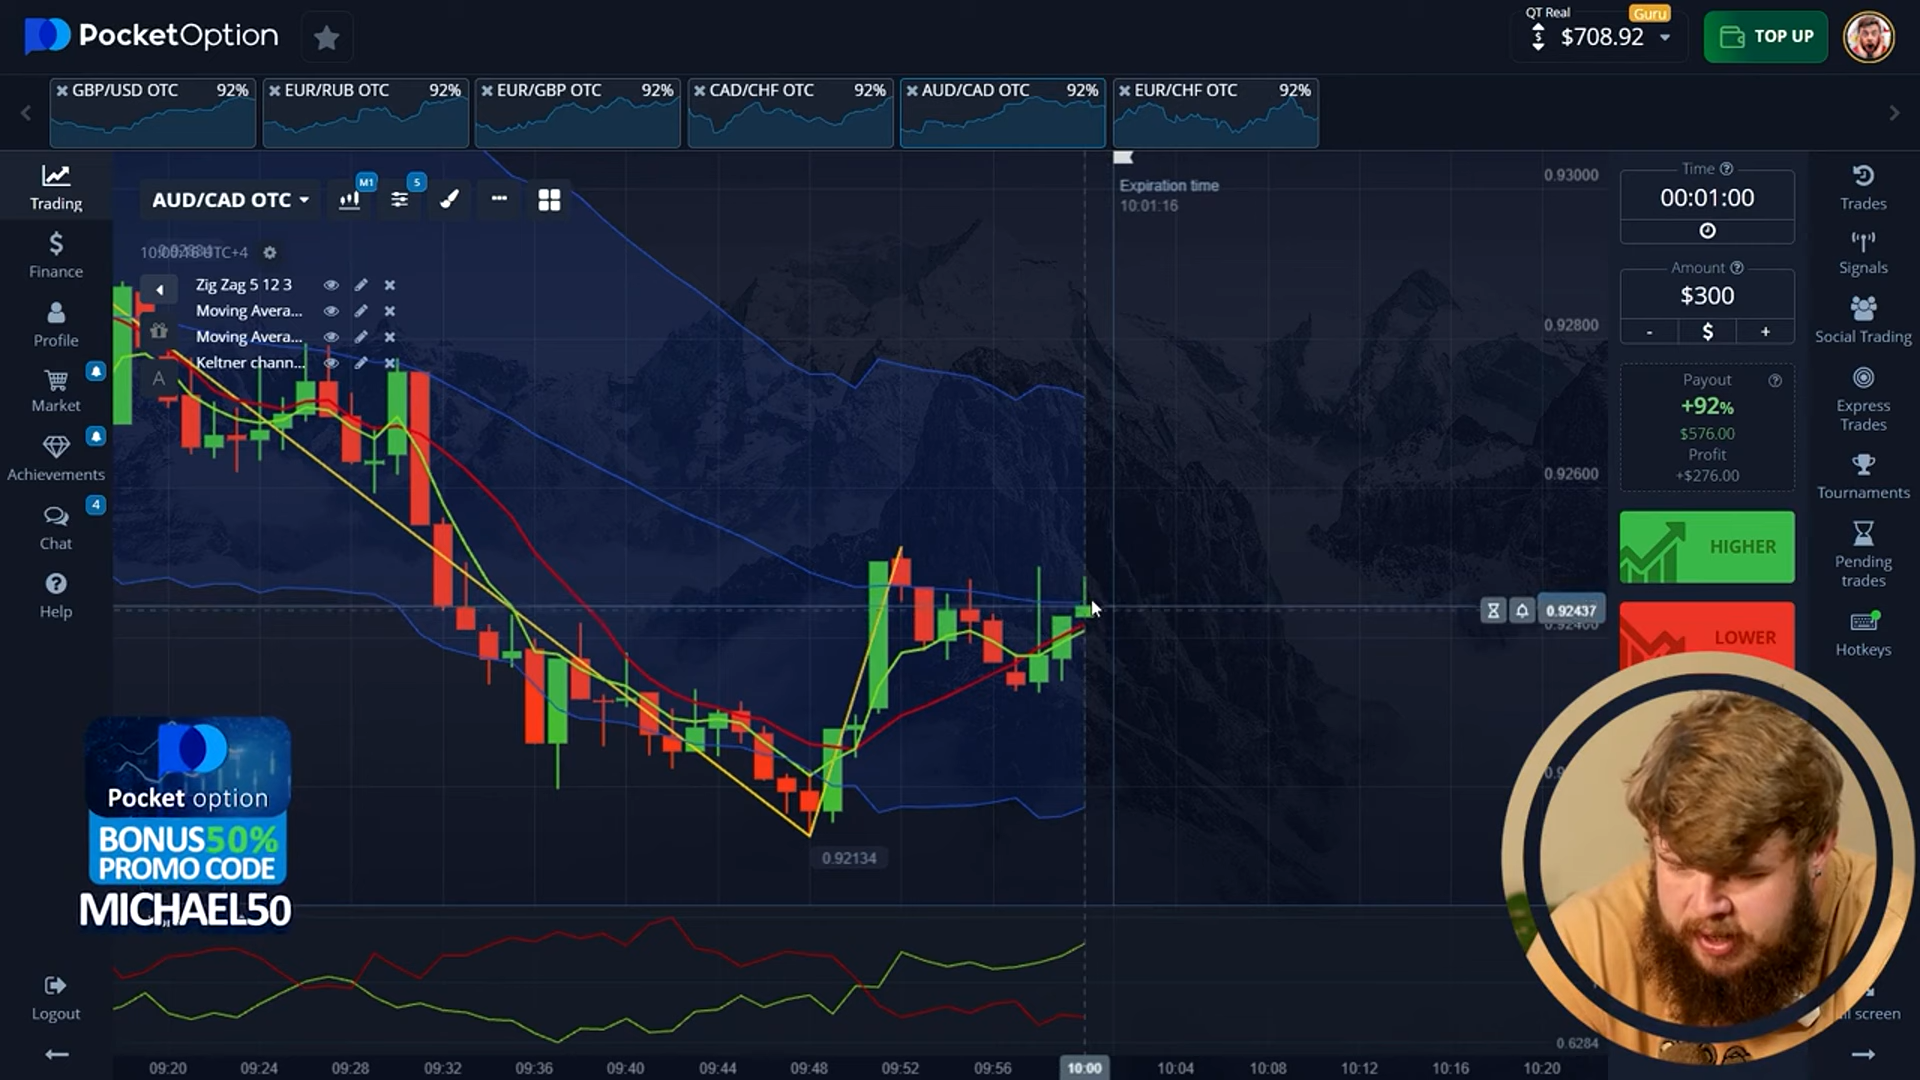 PocketOption
QT Real
Guru
$708.92
TOP UP
GBP/USD OTC 92%
EUR/RUB OTC 92%
EUR/GBP OTC 92%
CAD/CHF OTC 92%
AUD/CAD OTC 92%
EUR/CHF OTC 92%
Trading
Finance
Profile
Market
Achievements
4
Chat
Help
Logout
AUD/CAD OTC
M1
5
Zig Zag 5 12 3
Moving Avera...
Moving Avera...
Keltner chann...
A
Expiration time
10:01:16
0.93000
0.92800
0.92600
0.92437
0.92400
0.92134
0.6284
Pocket option
BONUS 50%
PROMO CODE
MICHAEL50
09:20 09:24 09:28 09:32 09:36 09:40 09:44 09:48 09:52 09:56 10:00 10:04 10:08 10:12 10:16 10:20
Time
00:01:00
Amount
$300
- $ +
Payout
+92%
$576.00
Profit
+$276.00
HIGHER
LOWER
Trades
Signals
Social Trading
Express
Trades
Tournaments
Pending
trades
Hotkeys
screen